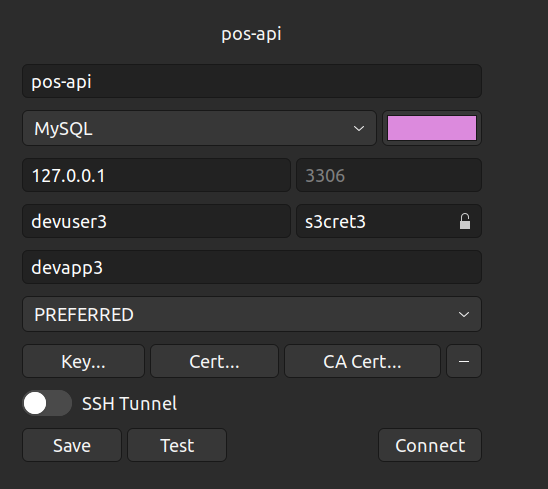 pos-api
pos-api
MySQL
127.0.0.1 3306
devuser3 s3cret3
devapp3
PREFERRED
Key... Cert... CA Cert... −
SSH Tunnel
Save Test Connect